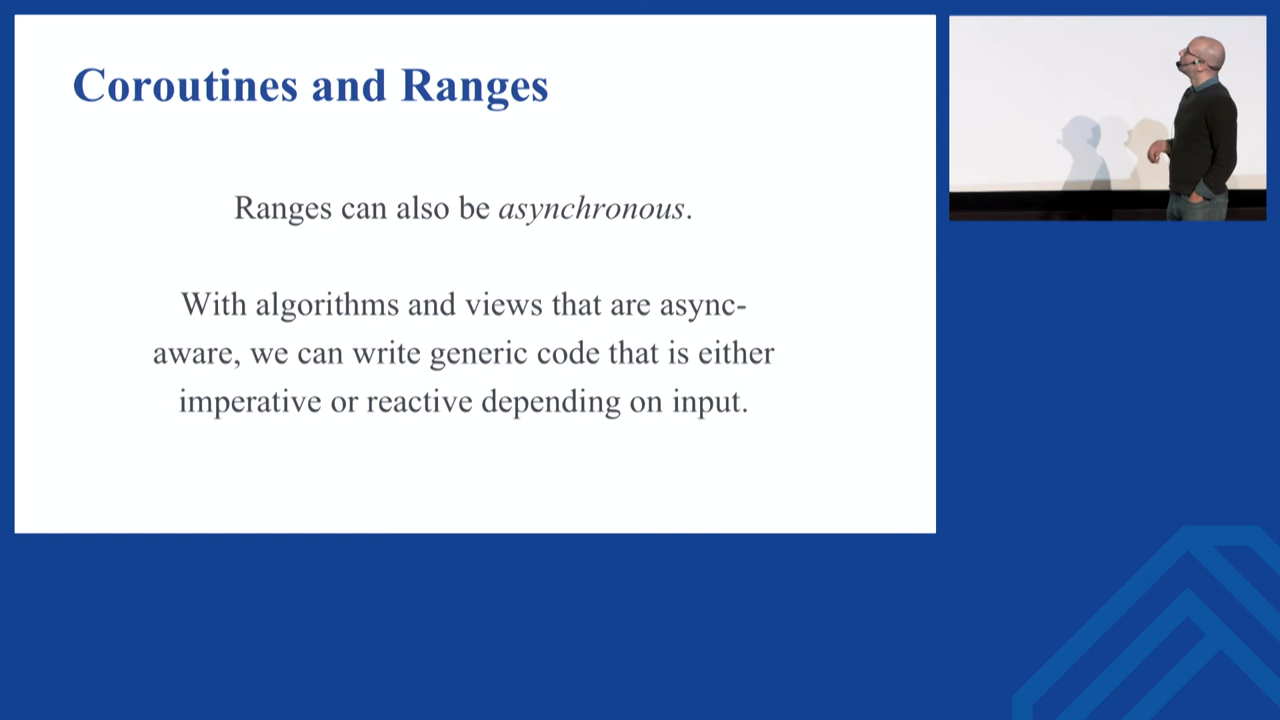 Coroutines and Ranges
Ranges can also be asynchronous.
With algorithms and views that are async-
aware, we can write generic code that is either
imperative or reactive depending on input.